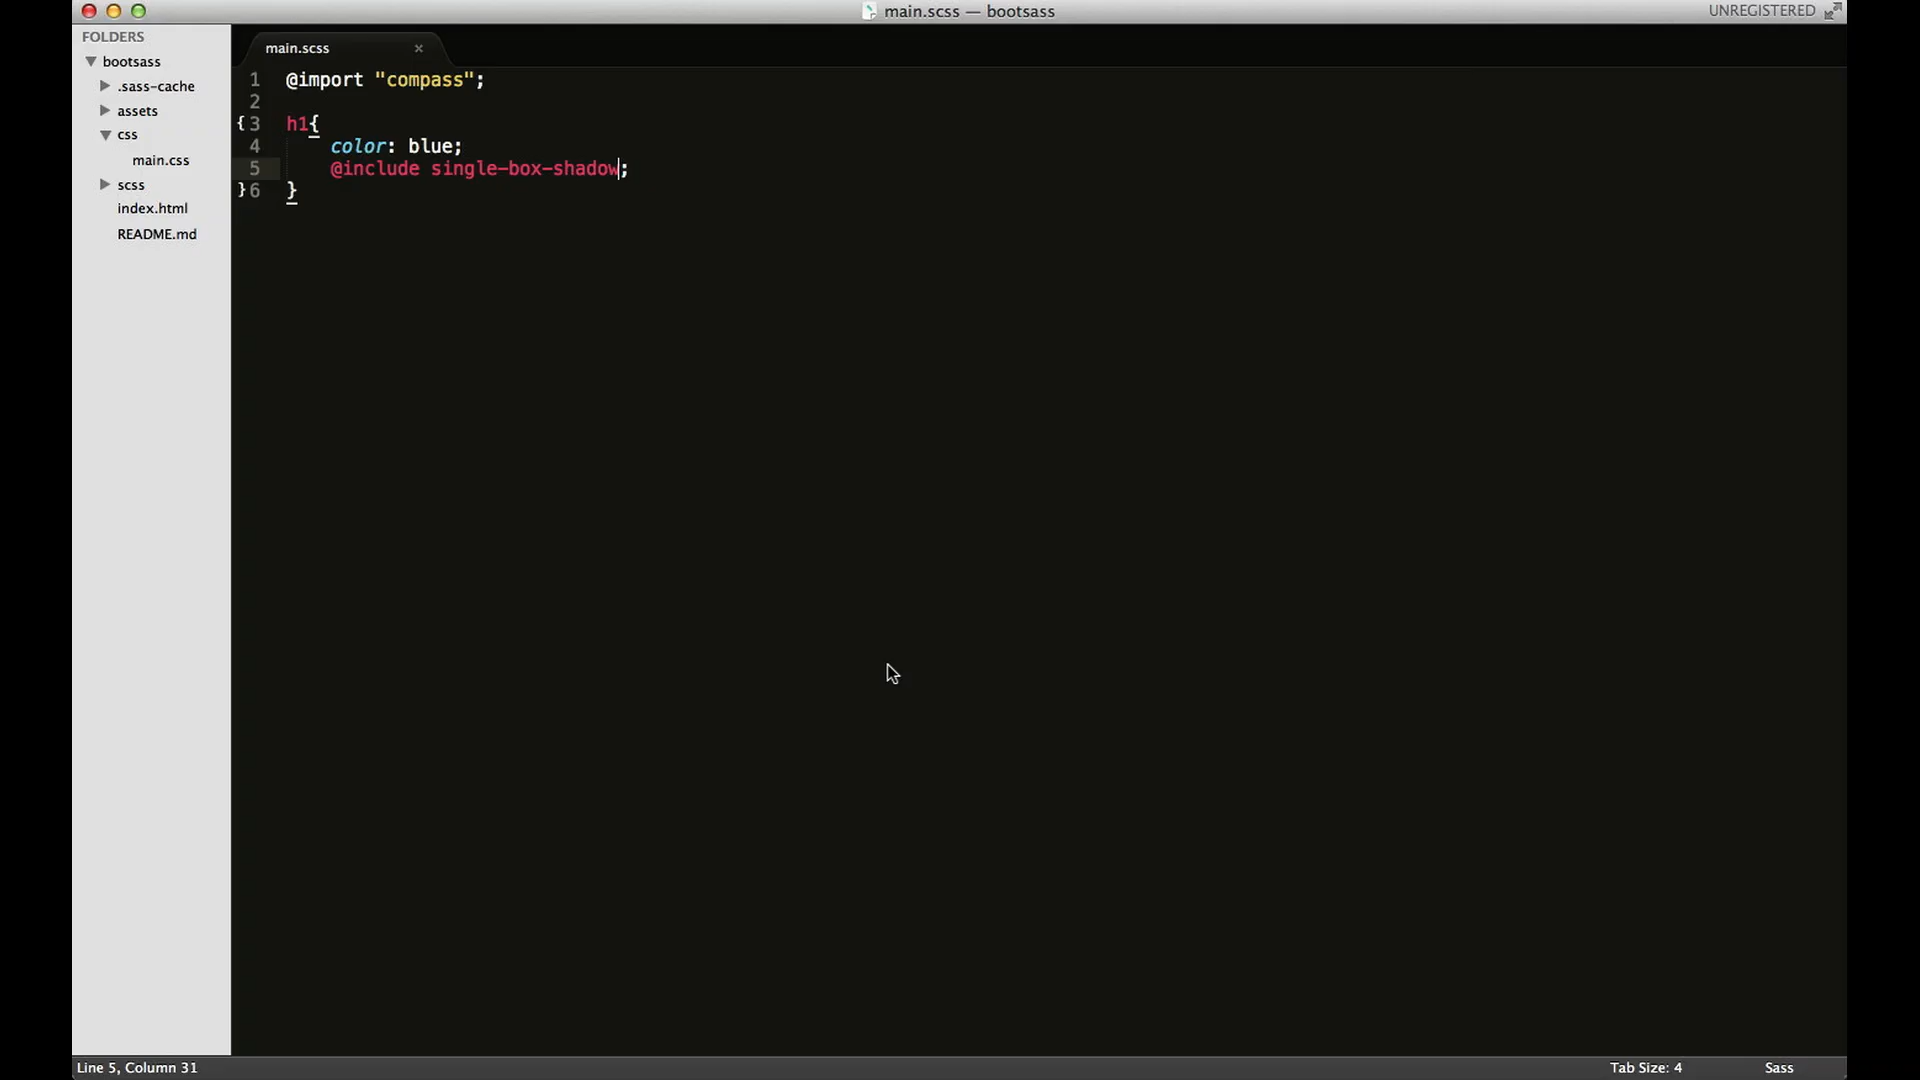 main.scss — bootsass
UNREGISTERED
FOLDERS
bootsass
.sass-cache
assets
css
main.css
scss
index.html
README.md
main.scss ×
1 @import "compass";
2
{3 h1{
4 color: blue;
5 @include single-box-shadow;
}6 }
Line 5, Column 31
Tab Size: 4
Sass